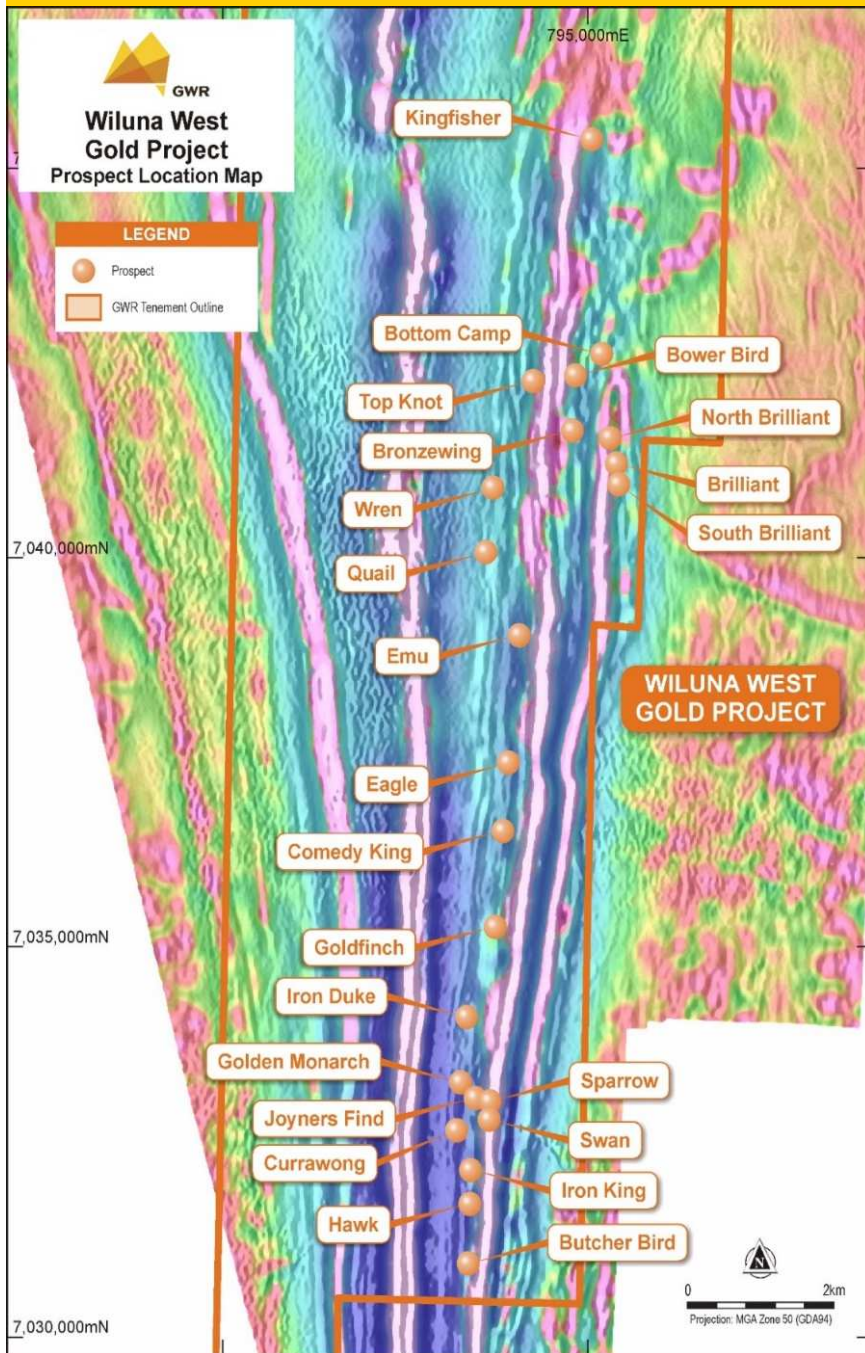 795,000mE
GWR
Wiluna West
Gold Project
Prospect Location Map
LEGEND
Prospect
GWR Tenement Outline
Kingfisher
Bottom Camp
Bower Bird
Top Knot
North Brilliant
Bronzewing
Brilliant
Wren
South Brilliant
7,040,000mN
Quail
Emu
WILUNA WEST
GOLD PROJECT
Eagle
Comedy King
7,035,000mN
Goldfinch
Iron Duke
Golden Monarch
Sparrow
Joyners Find
Swan
Currawong
Iron King
Hawk
Butcher Bird
N
0 2km
Projection: MGA Zone 50 (GDA94)
7,030,000mN